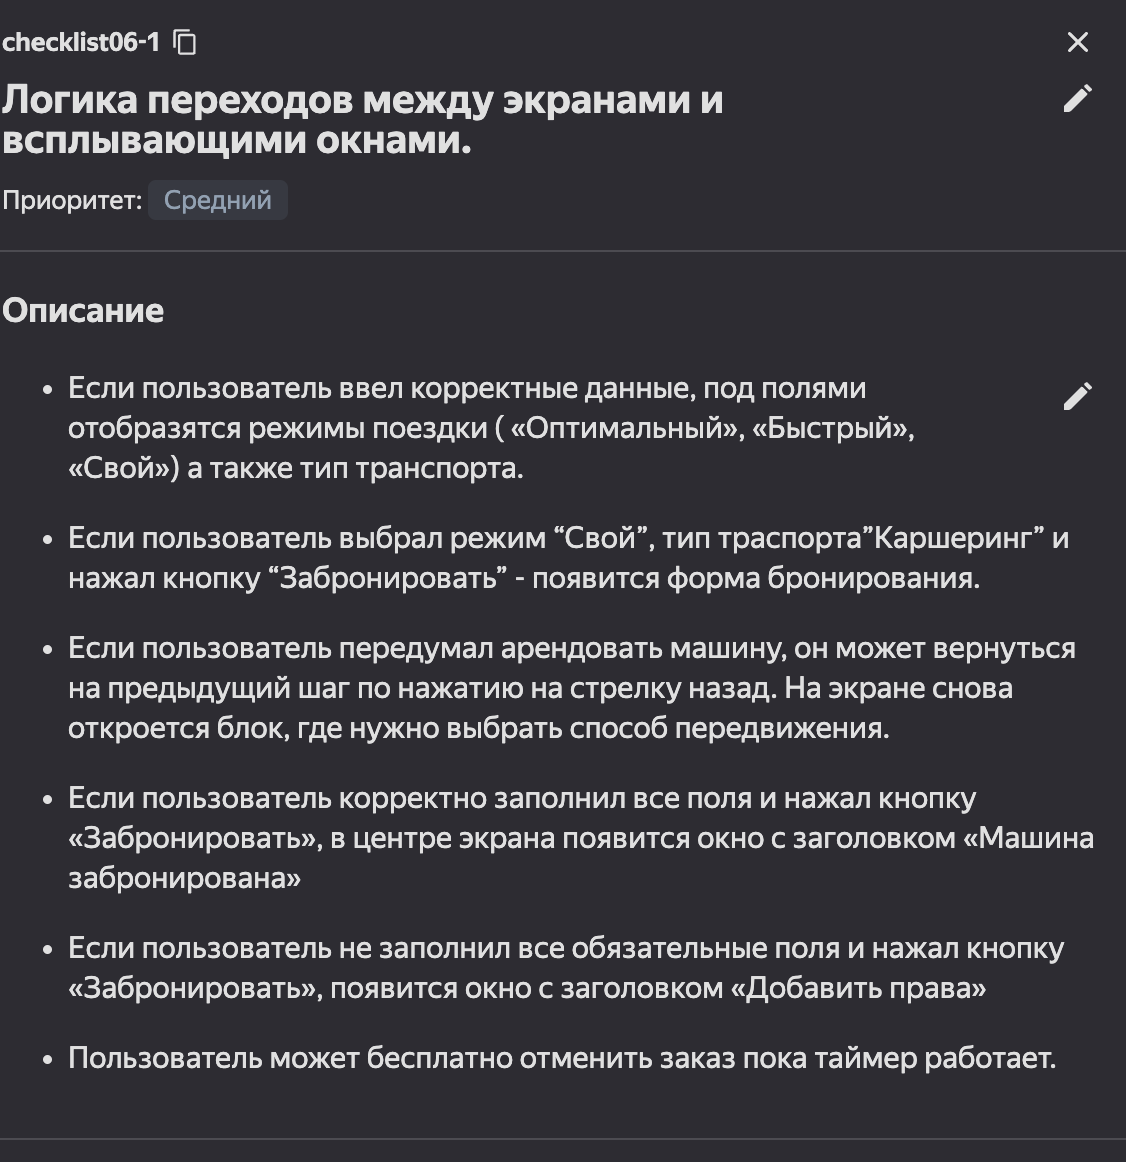 checklist06-1
Логика переходов между экранами и
всплывающими окнами.
Приоритет: Средний
Описание
• Если пользователь ввел корректные данные, под полями
отобразятся режимы поездки ( «Оптимальный», «Быстрый»,
«Свой») а также тип транспорта.
• Если пользователь выбрал режим “Свой”, тип траспорта”Каршеринг” и
нажал кнопку “Забронировать” - появится форма бронирования.
• Если пользователь передумал арендовать машину, он может вернуться
на предыдущий шаг по нажатию на стрелку назад. На экране снова
откроется блок, где нужно выбрать способ передвижения.
• Если пользователь корректно заполнил все поля и нажал кнопку
«Забронировать», в центре экрана появится окно с заголовком «Машина
забронирована»
• Если пользователь не заполнил все обязательные поля и нажал кнопку
«Забронировать», появится окно с заголовком «Добавить права»
• Пользователь может бесплатно отменить заказ пока таймер работает.